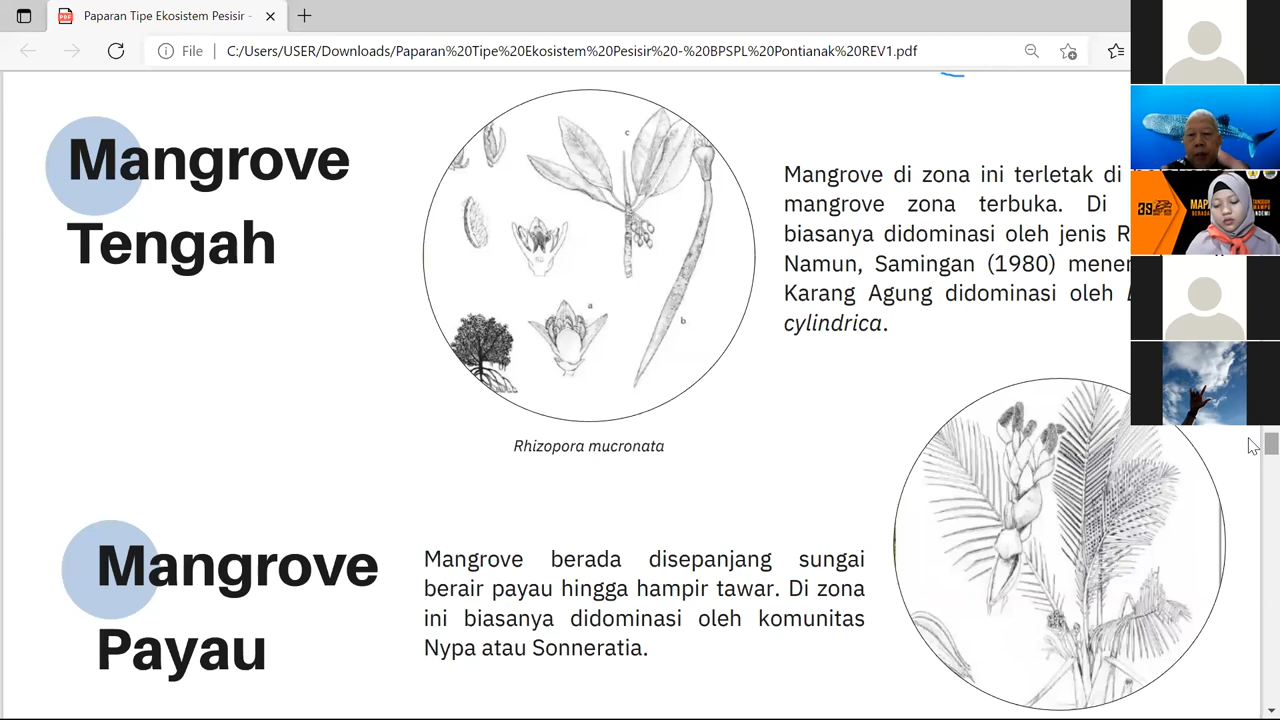 Paparan Tipe Ekosistem Pesisir -
File
C:/Users/USER/Downloads/Paparan%20Tipe%20Ekosistem%20Pesisir%20-%20BPSPL%20Pontianak%20REV1.pdf
Mangrove
Tengah
c
a
b
Rhizopora mucronata
Mangrove di zona ini terletak di
mangrove zona terbuka. Di
biasanya didominasi oleh jenis
Namun, Samingan (1980)
Karang Agung didominasi oleh
cylindrica.
39
Mangrove
Payau
Mangrove berada disepanjang sungai
berair payau hingga hampir tawar. Di zona
ini biasanya didominasi oleh komunitas
Nypa atau Sonneratia.